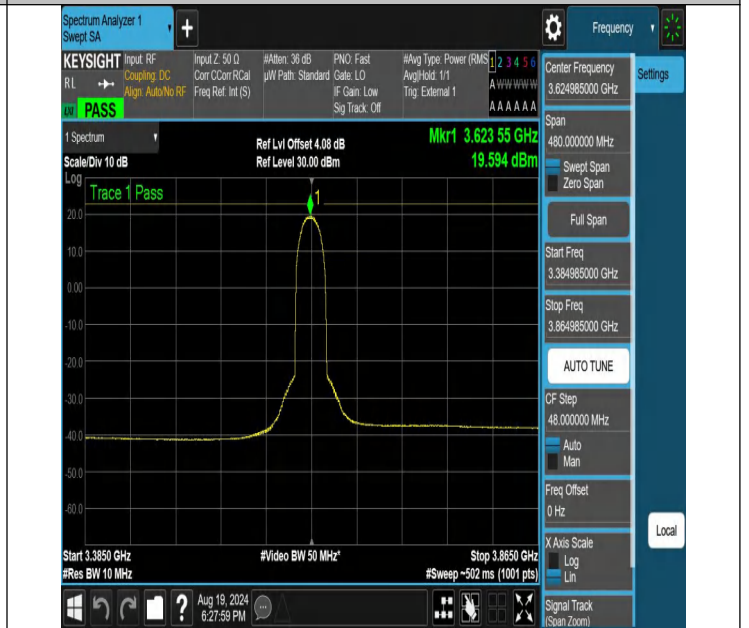 Spectrum Analyzer 1
Swept SA
+
Frequency
KEYSIGHT
RL
PASS
Input: RF
Coupling: DC
Align: Auto/No RF
Input Z: 50 Ω
Corr CCorr RCal
Freq Ref: Int (S)
#Atten: 36 dB
µW Path: Standard
PNO: Fast
Gate: LO
IF Gain: Low
Sig Track: Off
#Avg Type: Power (RMS
Avg|Hold: 1/1
Trig: External 1
1 2 3 4 5 6
A W W W W W
A A A A A A
Center Frequency
3.624985000 GHz
Settings
Span
480.000000 MHz
Swept Span
Zero Span
Full Span
Start Freq
3.384985000 GHz
Stop Freq
3.864985000 GHz
AUTO TUNE
CF Step
48.000000 MHz
Auto
Man
Freq Offset
0 Hz
X Axis Scale
Log
Lin
Local
Signal Track
(Span Zoom)
1 Spectrum
Scale/Div 10 dB
Ref Lvl Offset 4.08 dB
Ref Level 30.00 dBm
Mkr1 3.623 55 GHz
19.594 dBm
Log
Trace 1 Pass
1
20.0
10.0
0.00
-10.0
-20.0
-30.0
-40.0
-50.0
-60.0
Start 3.3850 GHz
#Res BW 10 MHz
#Video BW 50 MHz*
Stop 3.8650 GHz
#Sweep ~502 ms (1001 pts)
?
Aug 19, 2024
6:27:59 PM